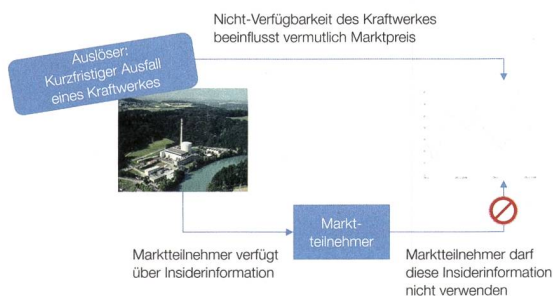 Nicht-Verfügbarkeit des Kraftwerkes
beeinflusst vermutlich Marktpreis
Auslöser:
Kurzfristiger Ausfall
eines Kraftwerkes
Markt-
teilnehmer
Marktteilnehmer verfügt
über Insiderinformation
Marktteilnehmer darf
diese Insiderinformation
nicht verwenden